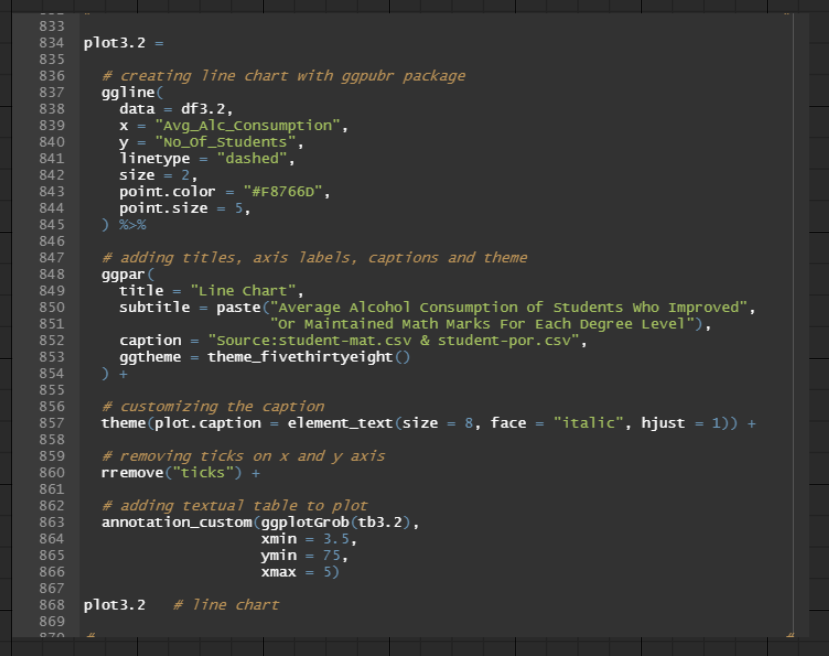 833
834 plot3.2 =
835
836   # creating line chart with ggpubr package
837   ggline(
838     data = df3.2,
839     x = "Avg_Alc_Consumption",
840     y = "No_Of_Students",
841     linetype = "dashed",
842     size = 2,
843     point.color = "#F8766D",
844     point.size = 5,
845   ) %>%
846
847   # adding titles, axis labels, captions and theme
848   ggpar(
849     title = "Line Chart",
850     subtitle = paste("Average Alcohol Consumption of Students Who Improved",
851                      "Or Maintained Math Marks For Each Degree Level"),
852     caption = "Source:student-mat.csv & student-por.csv",
853     ggtheme = theme_fivethirtyeight()
854   ) +
855
856   # customizing the caption
857   theme(plot.caption = element_text(size = 8, face = "italic", hjust = 1)) +
858
859   # removing ticks on x and y axis
860   rremove("ticks") +
861
862   # adding textual table to plot
863   annotation_custom(ggplotGrob(tb3.2),
864                     xmin = 3.5,
865                     ymin = 75,
866                     xmax = 5)
867
868 plot3.2   # line chart
869